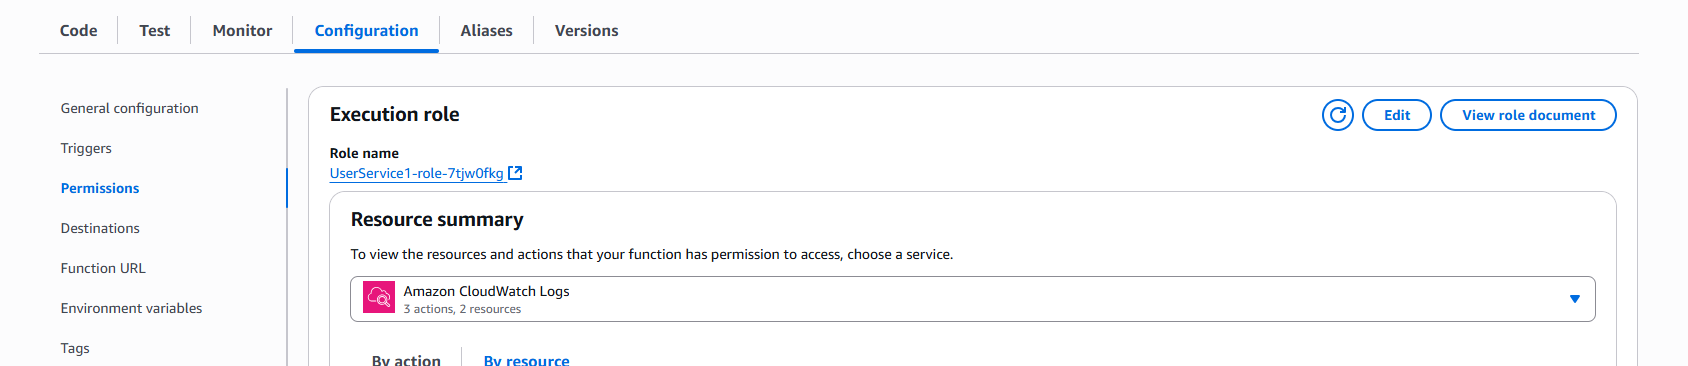 Code Test Monitor Configuration Aliases Versions
General configuration
Triggers
Permissions
Destinations
Function URL
Environment variables
Tags
Execution role
Edit
View role document
Role name
UserService1-role-7tjw0fkg
Resource summary
To view the resources and actions that your function has permission to access, choose a service.
Amazon CloudWatch Logs
3 actions, 2 resources
By action By resource